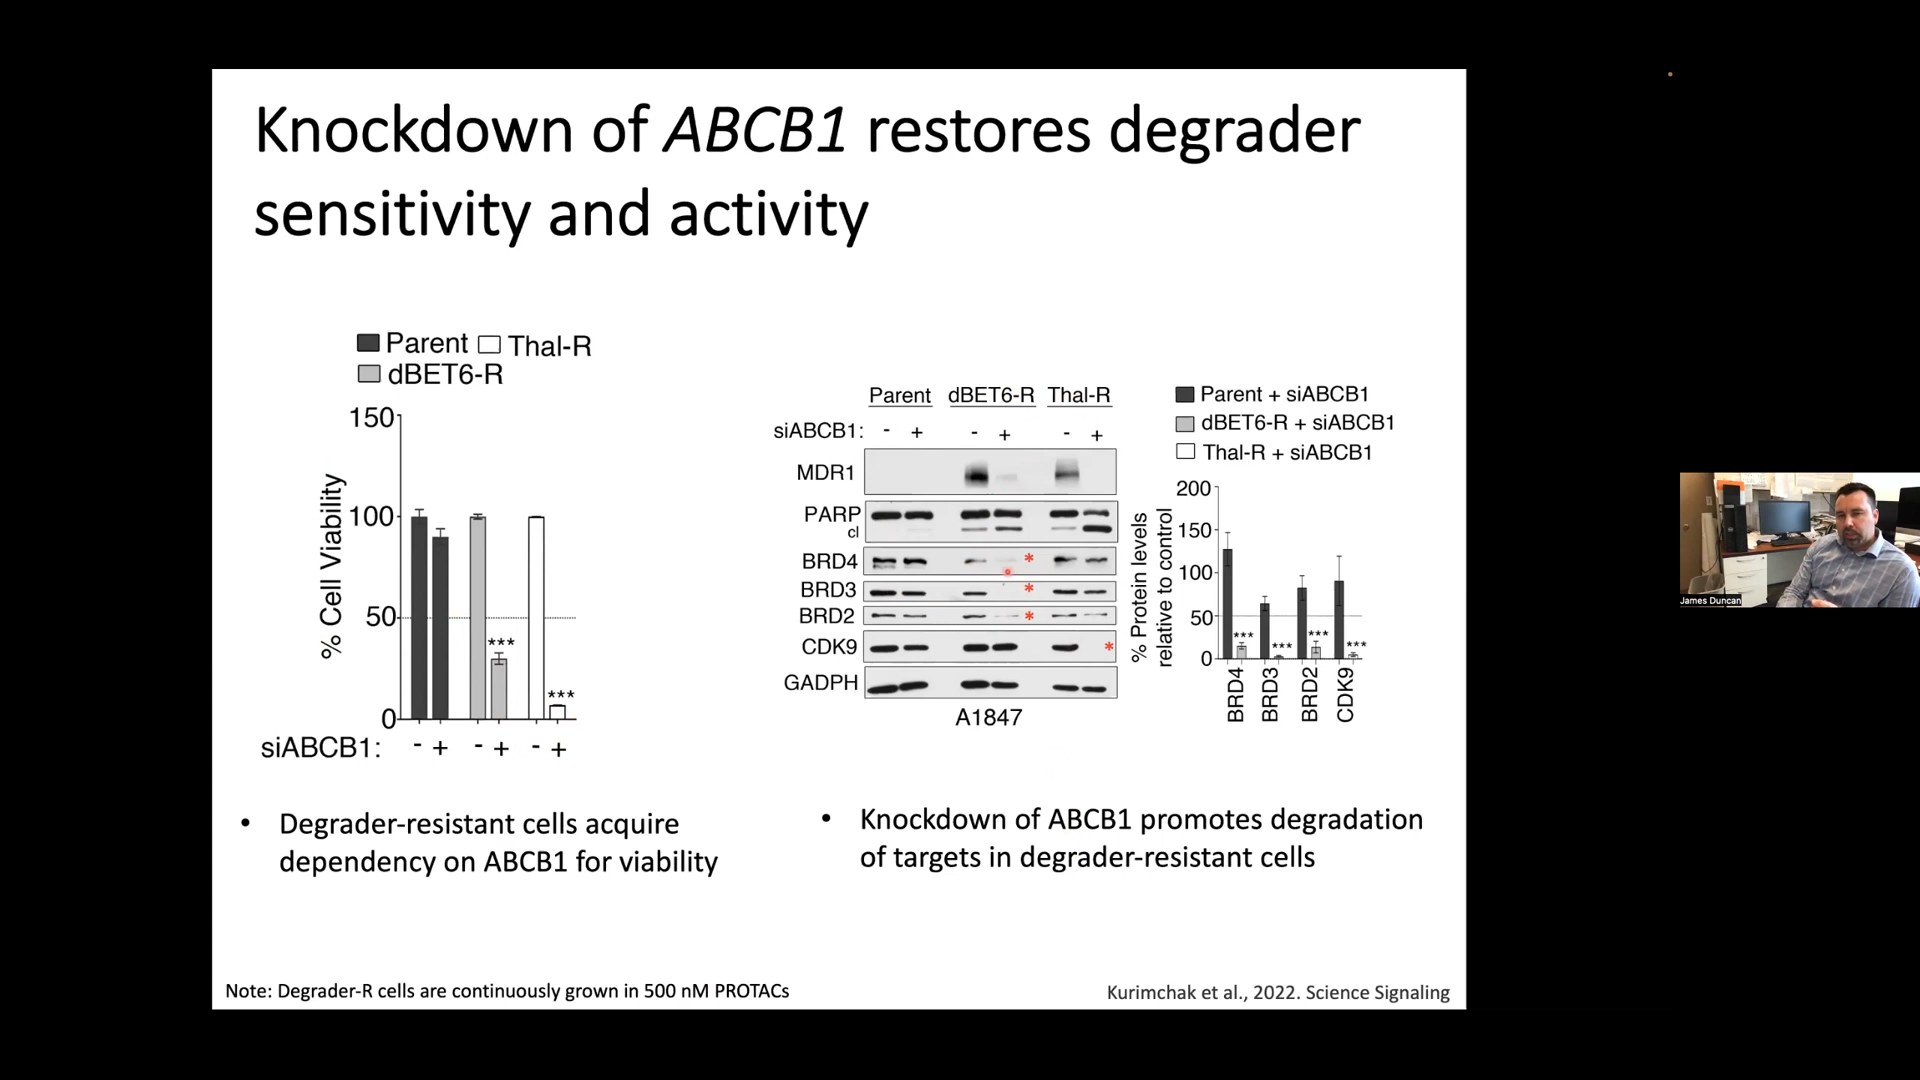 Knockdown of ABCB1 restores degrader
sensitivity and activity
Parent Thal-R
dBET6-R
150
100
50
0
% Cell Viability
***
***
siABCB1: - + - + - +
Parent dBET6-R Thal-R
siABCB1: - + - + - +
MDR1
PARP
cl
BRD4 *
BRD3 *
BRD2 *
CDK9 *
GADPH
A1847
Parent + siABCB1
dBET6-R + siABCB1
Thal-R + siABCB1
% Protein levels
relative to control
200
150
100
50
0
*** *** *** ***
BRD4 BRD3 BRD2 CDK9
• Degrader-resistant cells acquire
dependency on ABCB1 for viability
• Knockdown of ABCB1 promotes degradation
of targets in degrader-resistant cells
Note: Degrader-R cells are continuously grown in 500 nM PROTACs
Kurimchak et al., 2022. Science Signaling
James Duncan